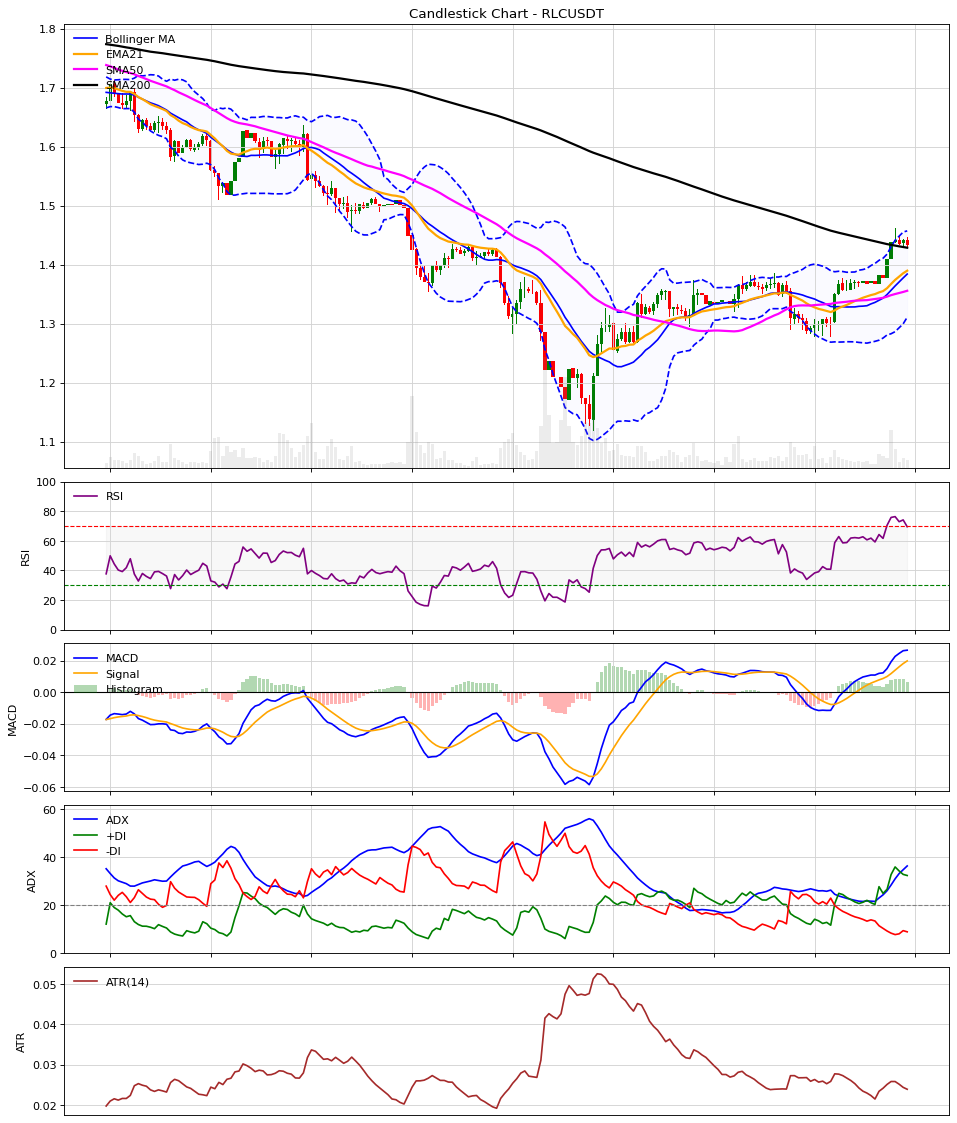 Candlestick Chart - RLCUSDT
Bollinger MA
EMA21
SMA50
SMA200
1.8
1.7
1.6
1.5
1.4
1.3
1.2
1.1
RSI
RSI
100
80
60
40
20
0
MACD
Signal
Histogram
MACD
0.02
0.00
−0.02
−0.04
−0.06
ADX
+DI
-DI
ADX
60
40
20
0
ATR(14)
ATR
0.05
0.04
0.03
0.02